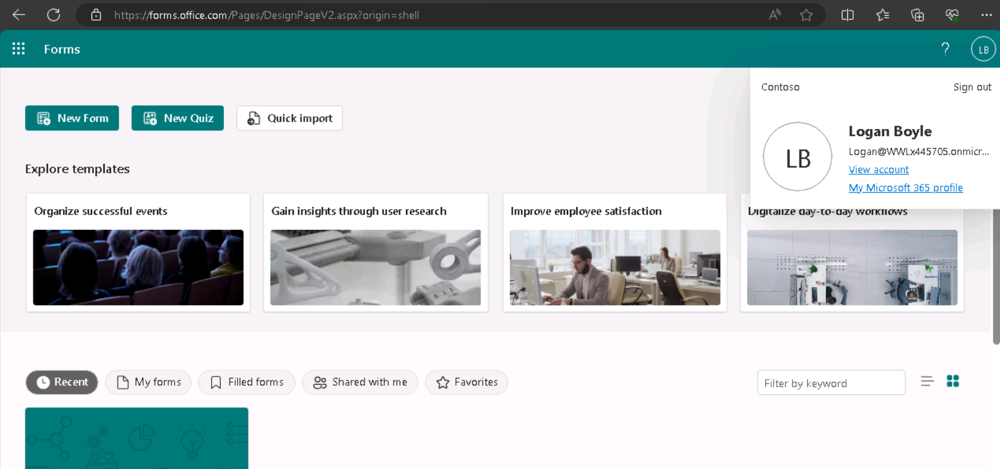 https://forms.office.com/Pages/DesignPageV2.aspx?origin=shell
Forms
?
LB
Contoso
Sign out
LB
Logan Boyle
Logan@WWLx445705.onmicr...
View account
My Microsoft 365 profile
New Form
New Quiz
Quick import
Explore templates
Organize successful events
Gain insights through user research
Improve employee satisfaction
Digitalize day-to-day workflows
Recent
My forms
Filled forms
Shared with me
Favorites
Filter by keyword